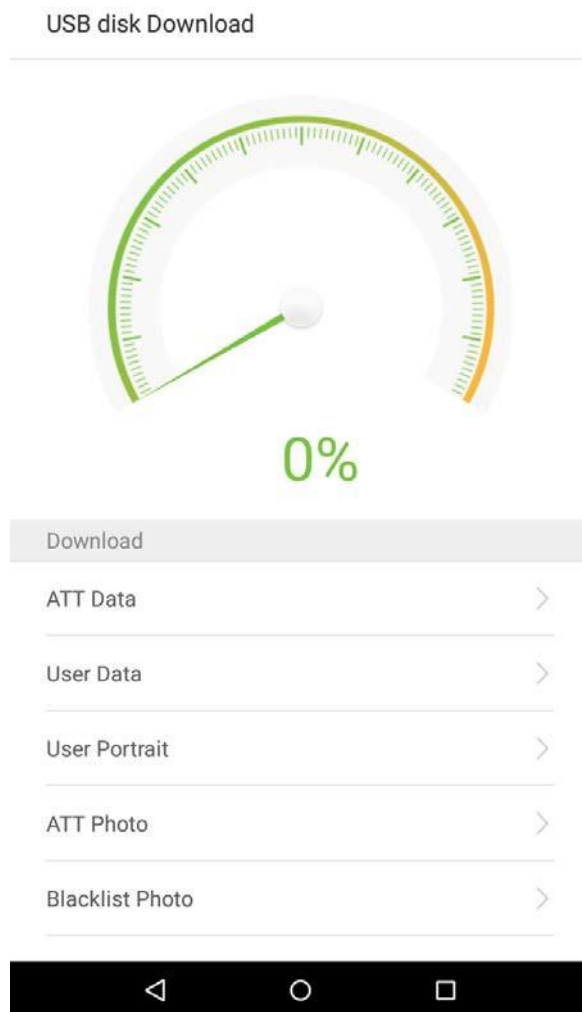 USB disk Download
0%
Download
ATT Data
User Data
User Portrait
ATT Photo
Blacklist Photo